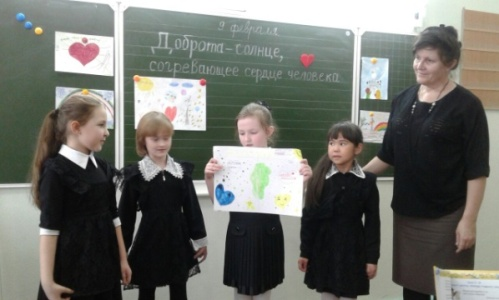 9 февраля
Доброта-солнце,
согревающее сердце человека